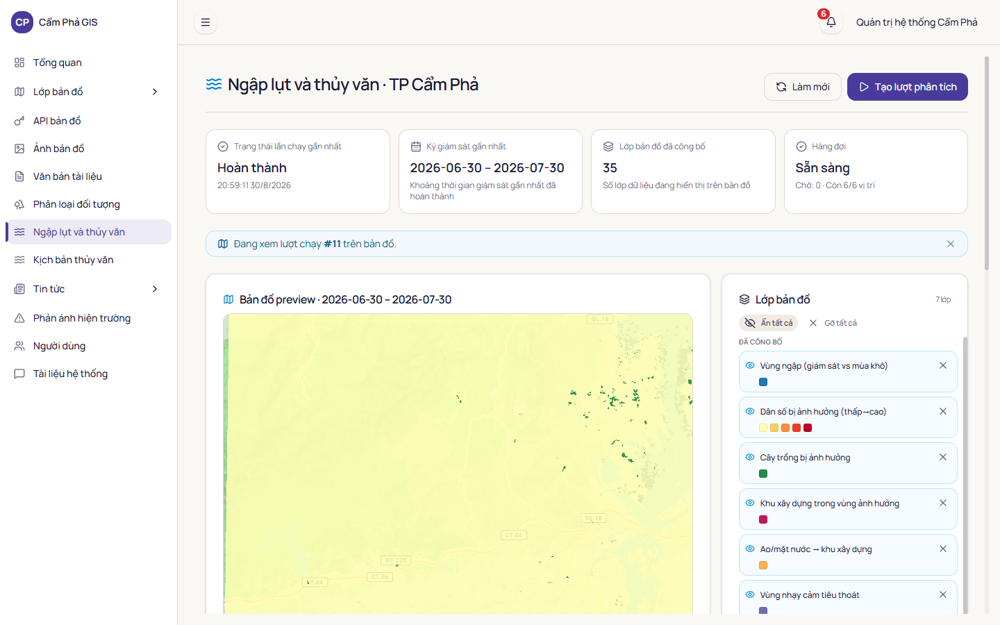 CP Cẩm Phả GIS
Tổng quan
Lớp bản đồ
API bản đồ
Ảnh bản đồ
Văn bản tài liệu
Phân loại đối tượng
Ngập lụt và thủy văn
Kịch bản thủy văn
Tin tức
Phản ánh hiện trường
Người dùng
Tài liệu hệ thống
6
Quản trị hệ thống Cẩm Phả
Ngập lụt và thủy văn · TP Cẩm Phả
Làm mới
Tạo lượt phân tích
Trạng thái lần chạy gần nhất
Hoàn thành
20:59:11 30/8/2026
Kỳ giám sát gần nhất
2026-06-30 – 2026-07-30
Khoảng thời gian giám sát gần nhất đã
hoàn thành
Lớp bản đồ đã công bố
35
Số lớp dữ liệu đang hiển thị trên bản đồ
Hàng đợi
Sẵn sàng
Chờ: 0 · Còn 6/6 vị trí
Đang xem lượt chạy #11 trên bản đồ.
Bản đồ preview · 2026-06-30 – 2026-07-30
QL.18
QL.18
CT.06
ĐT.320
CT.06
CT.06
Lớp bản đồ
7 lớp
Ẩn tất cả
Gỡ tất cả
ĐÃ CÔNG BỐ
Vùng ngập (giám sát vs mùa khô)
Dân số bị ảnh hưởng (thấp→cao)
Cây trồng bị ảnh hưởng
Khu xây dựng trong vùng ảnh hưởng
Ao/mặt nước → khu xây dựng
Vùng nhạy cảm tiêu thoát